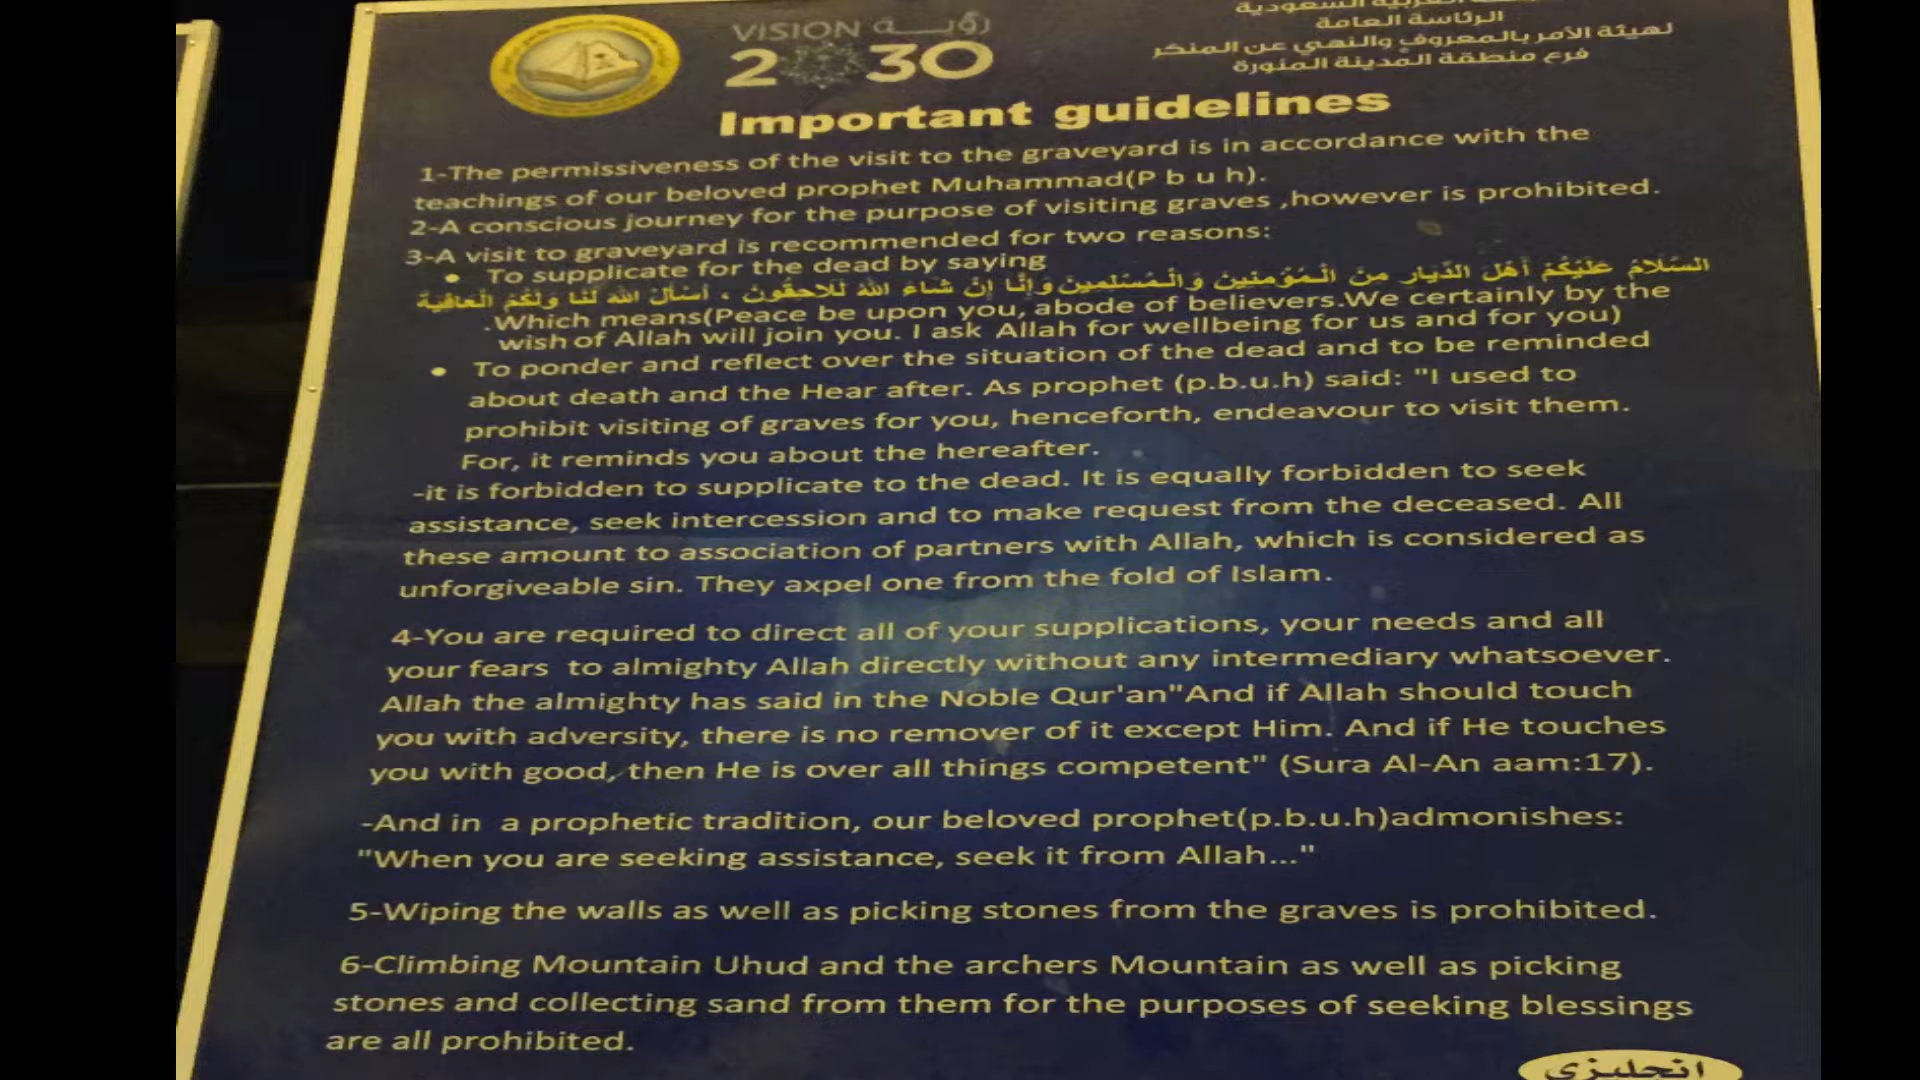 VISION رؤيــة
2030
العربية السعودية
الرئاسة العامة
لهيئة الأمر بالمعروف والنهي عن المنكر
فرع منطقة المدينة المنورة
Important guidelines
1-The permissiveness of the visit to the graveyard is in accordance with the
teachings of our beloved prophet Muhammad(P b u h).
2-A conscious journey for the purpose of visiting graves ,however is prohibited.
3-A visit to graveyard is recommended for two reasons:
• To supplicate for the dead by saying
السَّلَامُ عَلَيْكُمْ أَهْلَ الدِّيَارِ مِنَ الْمُؤْمِنينَ وَالْمُسْلِمينَ وَإِنَّا إِنْ شَاءَ اللهُ لَلَاحِقُونَ ، أَسْأَلُ اللهَ لَنَا وَلَكُمُ الْعَافِيَةَ
.Which means(Peace be upon you, abode of believers.We certainly by the
wish of Allah will join you. I ask Allah for wellbeing for us and for you)
• To ponder and reflect over the situation of the dead and to be reminded
about death and the Hear after. As prophet (p.b.u.h) said: "I used to
prohibit visiting of graves for you, henceforth, endeavour to visit them.
For, it reminds you about the hereafter.
-it is forbidden to supplicate to the dead. It is equally forbidden to seek
assistance, seek intercession and to make request from the deceased. All
these amount to association of partners with Allah, which is considered as
unforgiveable sin. They axpel one from the fold of Islam.
4-You are required to direct all of your supplications, your needs and all
your fears to almighty Allah directly without any intermediary whatsoever.
Allah the almighty has said in the Noble Qur'an"And if Allah should touch
you with adversity, there is no remover of it except Him. And if He touches
you with good, then He is over all things competent" (Sura Al-An aam:17).
-And in a prophetic tradition, our beloved prophet(p.b.u.h)admonishes:
"When you are seeking assistance, seek it from Allah..."
5-Wiping the walls as well as picking stones from the graves is prohibited.
6-Climbing Mountain Uhud and the archers Mountain as well as picking
stones and collecting sand from them for the purposes of seeking blessings
are all prohibited.
انجليزي